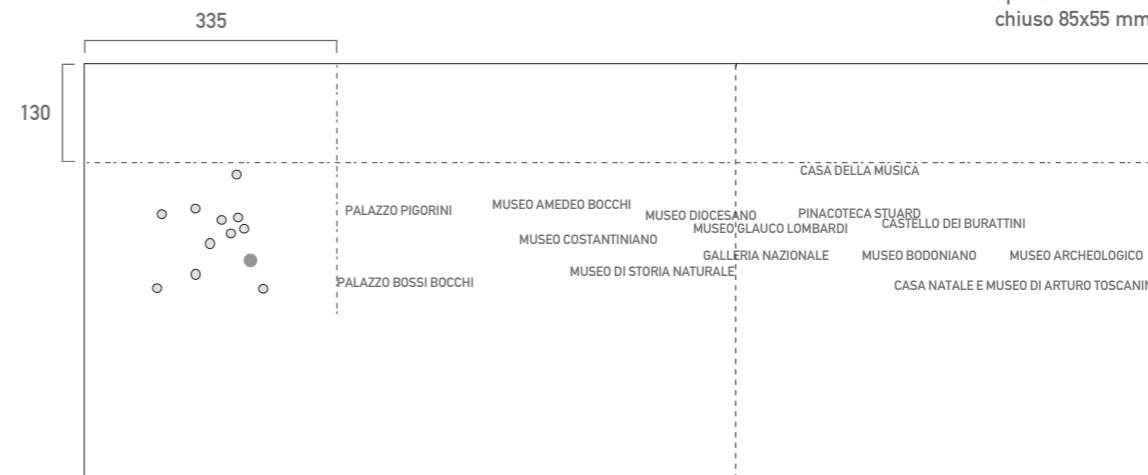 335
chiuso 85x55 mm
130
CASA DELLA MUSICA
PALAZZO PIGORINI
MUSEO AMEDEO BOCCHI
MUSEO DIOCESANO
PINACOTECA STUARD
MUSEO GLAUCO LOMBARDI
CASTELLO DEI BURATTINI
MUSEO COSTANTINIANO
GALLERIA NAZIONALE
MUSEO BODONIANO
MUSEO ARCHEOLOGICO
MUSEO DI STORIA NATURALE
PALAZZO BOSSI BOCCHI
CASA NATALE E MUSEO DI ARTURO TOSCANIN